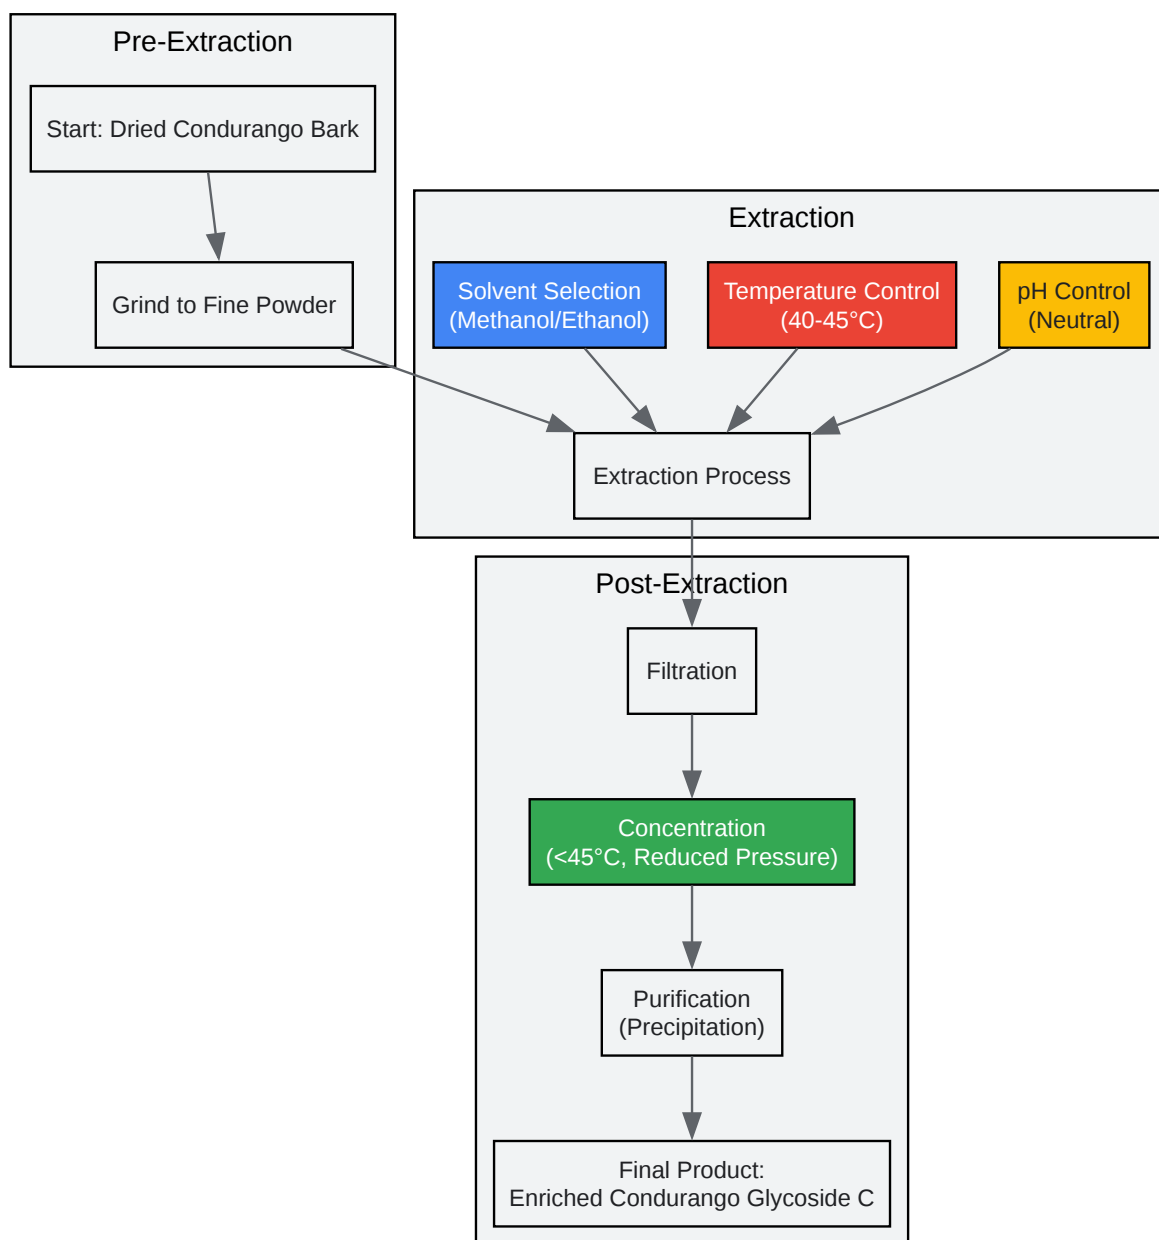 Pre-Extraction
Start: Dried Condurango Bark
Grind to Fine Powder
Extraction
Solvent Selection
(Methanol/Ethanol)
Temperature Control
(40-45°C)
pH Control
(Neutral)
Extraction Process
Post-Extraction
Filtration
Concentration
(<45°C, Reduced Pressure)
Purification
(Precipitation)
Final Product:
Enriched Condurango Glycoside C